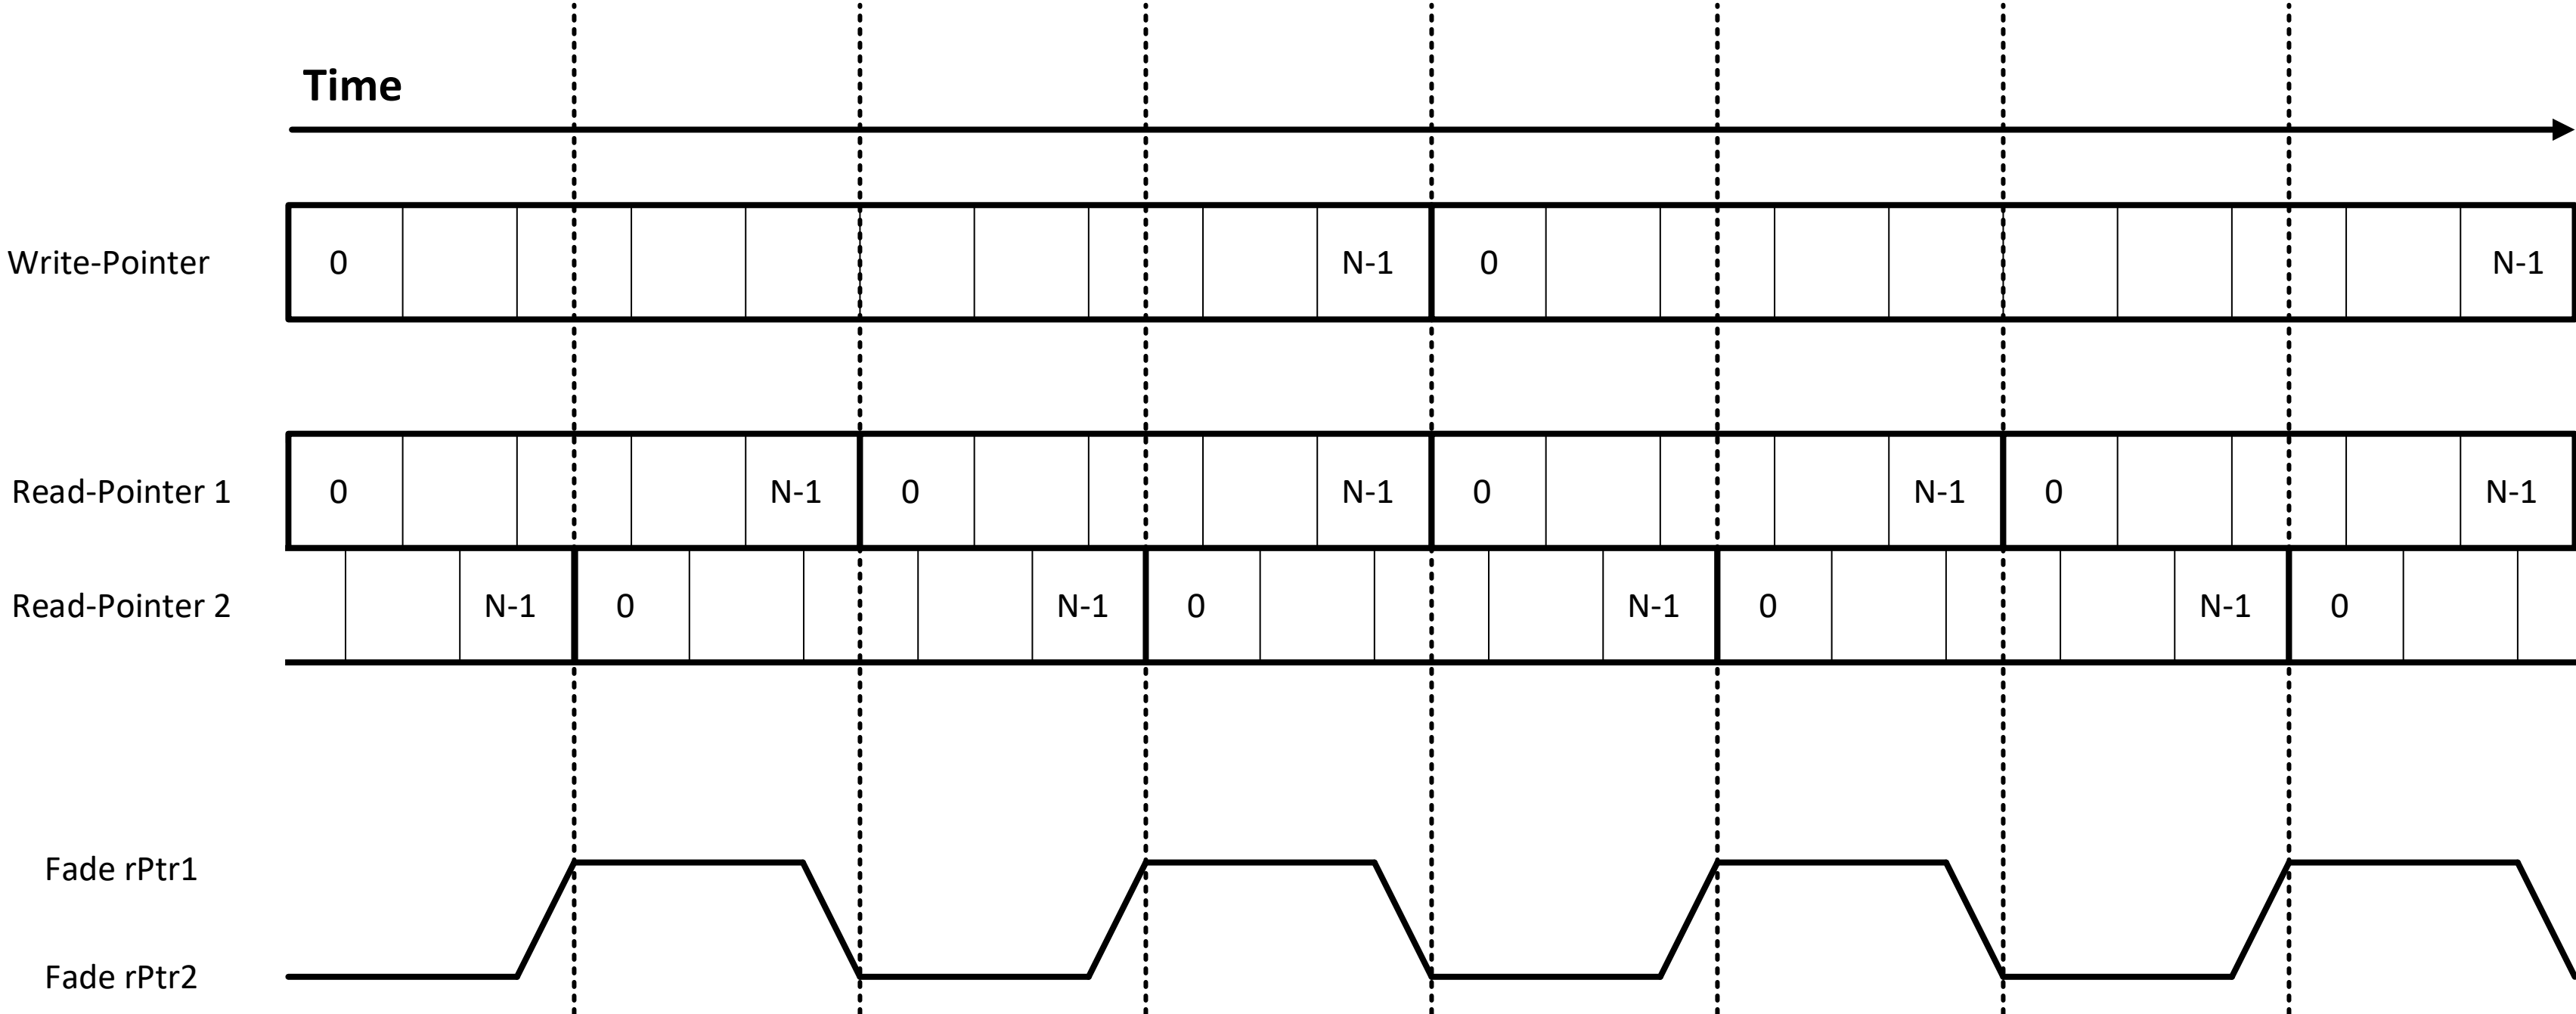 Time
Write-Pointer 0 N-1 0 N-1
Read-Pointer 1 0 N-1 0 N-1 0 N-1 0 N-1
Read-Pointer 2 N-1 0 N-1 0 N-1 0 N-1 0
Fade rPtr1
Fade rPtr2